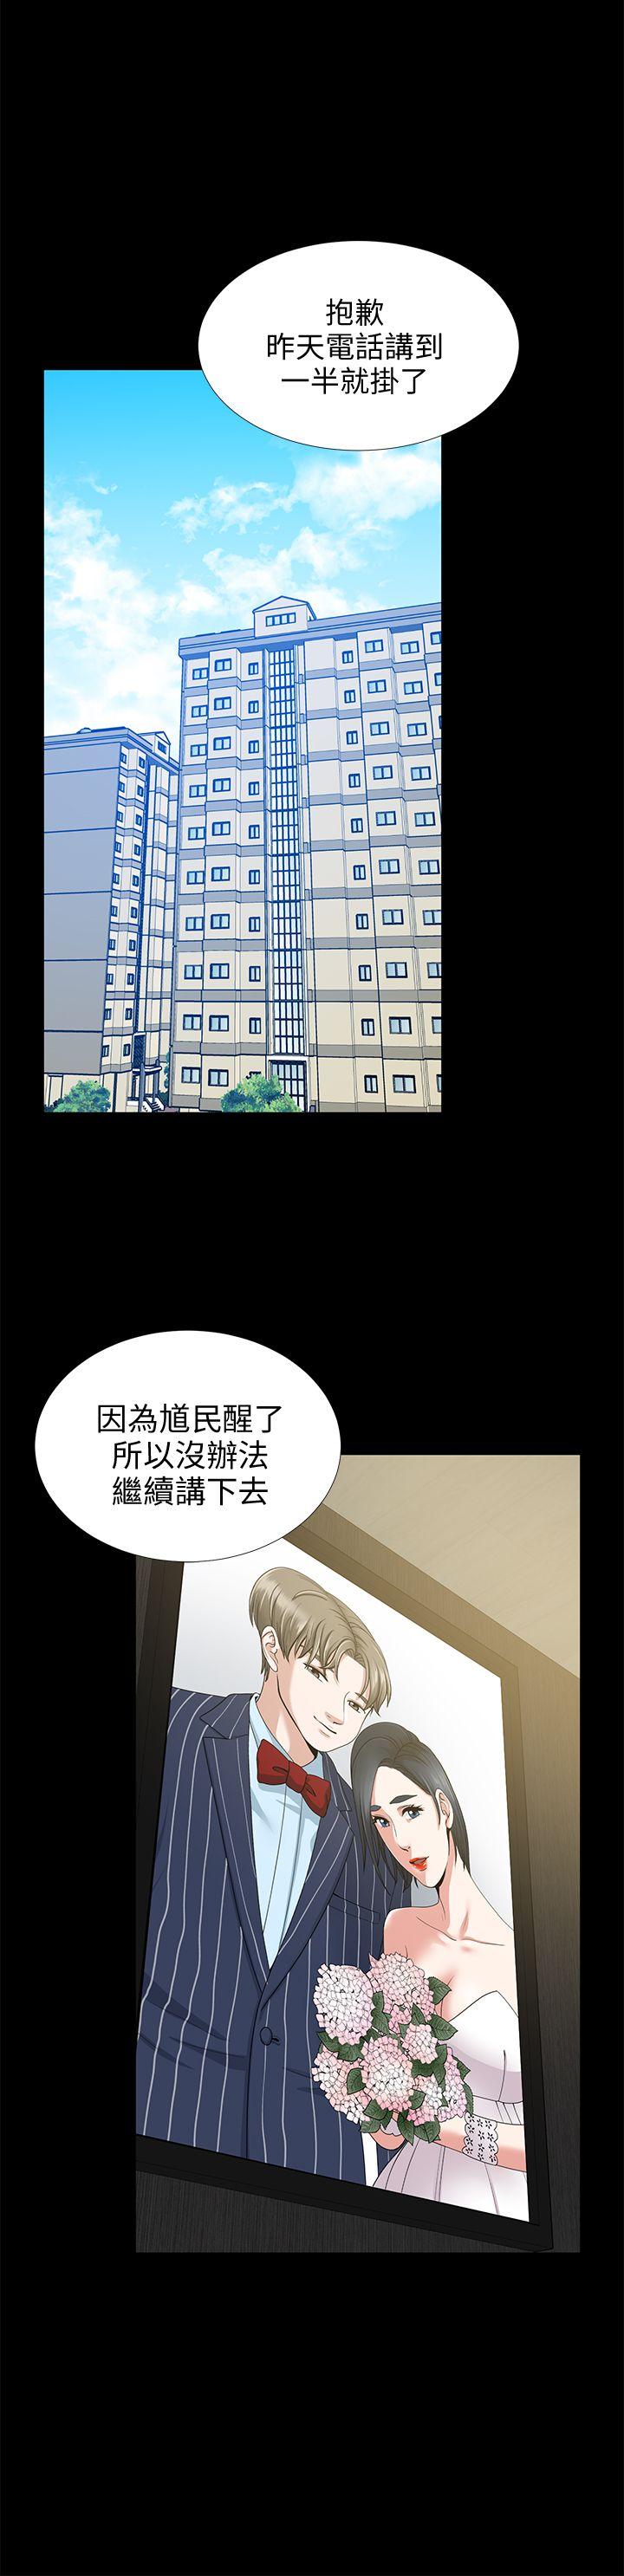 抱歉
昨天電話講到
一半就掛了
因為馗民醒了
所以沒辦法
繼續講下去